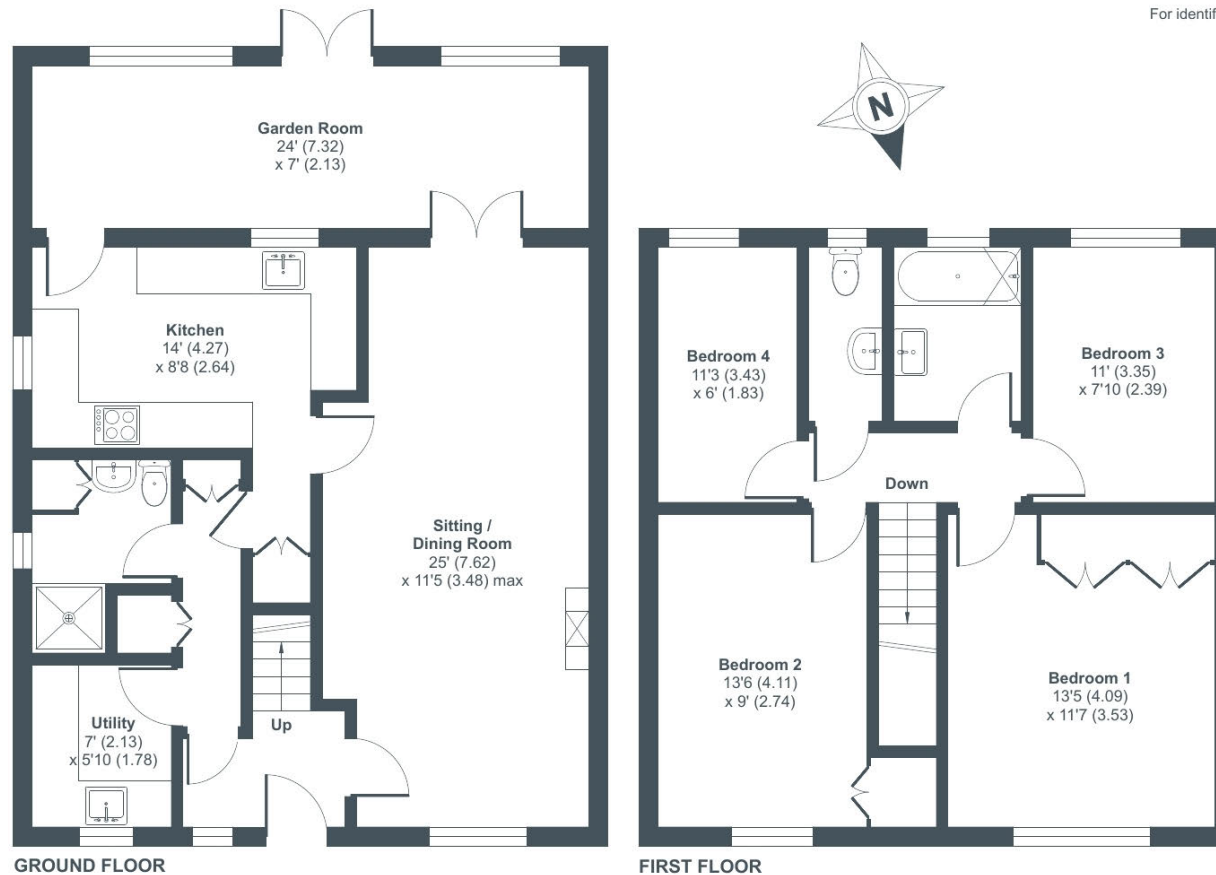 For identif
N
Garden Room
24' (7.32)
x 7' (2.13)
Kitchen
14' (4.27)
x 8'8 (2.64)
Sitting /
Dining Room
25' (7.62)
x 11'5 (3.48) max
Up
Utility
7' (2.13)
x 5'10 (1.78)
GROUND FLOOR
Bedroom 4
11'3 (3.43)
x 6' (1.83)
Bedroom 3
11' (3.35)
x 7'10 (2.39)
Down
Bedroom 2
13'6 (4.11)
x 9' (2.74)
Bedroom 1
13'5 (4.09)
x 11'7 (3.53)
FIRST FLOOR